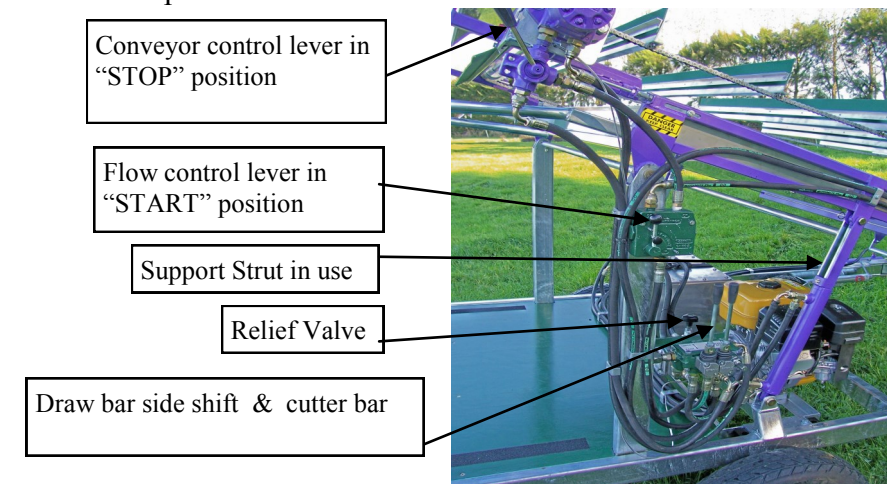 Conveyor control lever in
“STOP” position
Flow control lever in
“START” position
Support Strut in use
Relief Valve
Draw bar side shift & cutter bar
DANGER